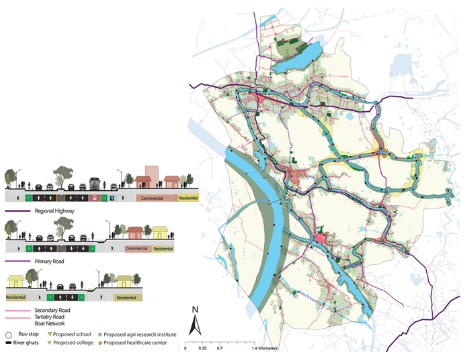 Commercial
Residential
Regional Highway
Commercial
Residential
Primary Road
Residential
Residential
Secondary Road
Tartiatry Road
Boat Network
Bus-stop
Proposed school
Proposed agri research institute
River ghats
Proposed college
Proposed healthcare center
N
0
0.35
0.7
1.4 Kilometers